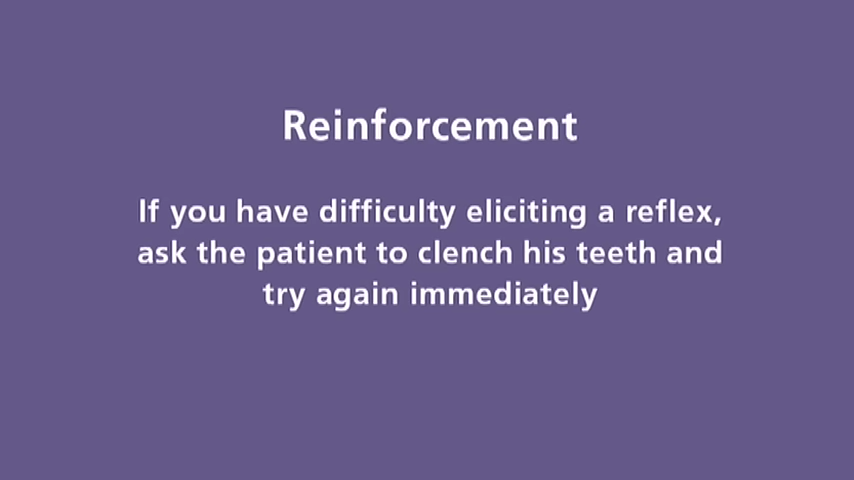 Reinforcement
If you have difficulty eliciting a reflex,
ask the patient to clench his teeth and
try again immediately